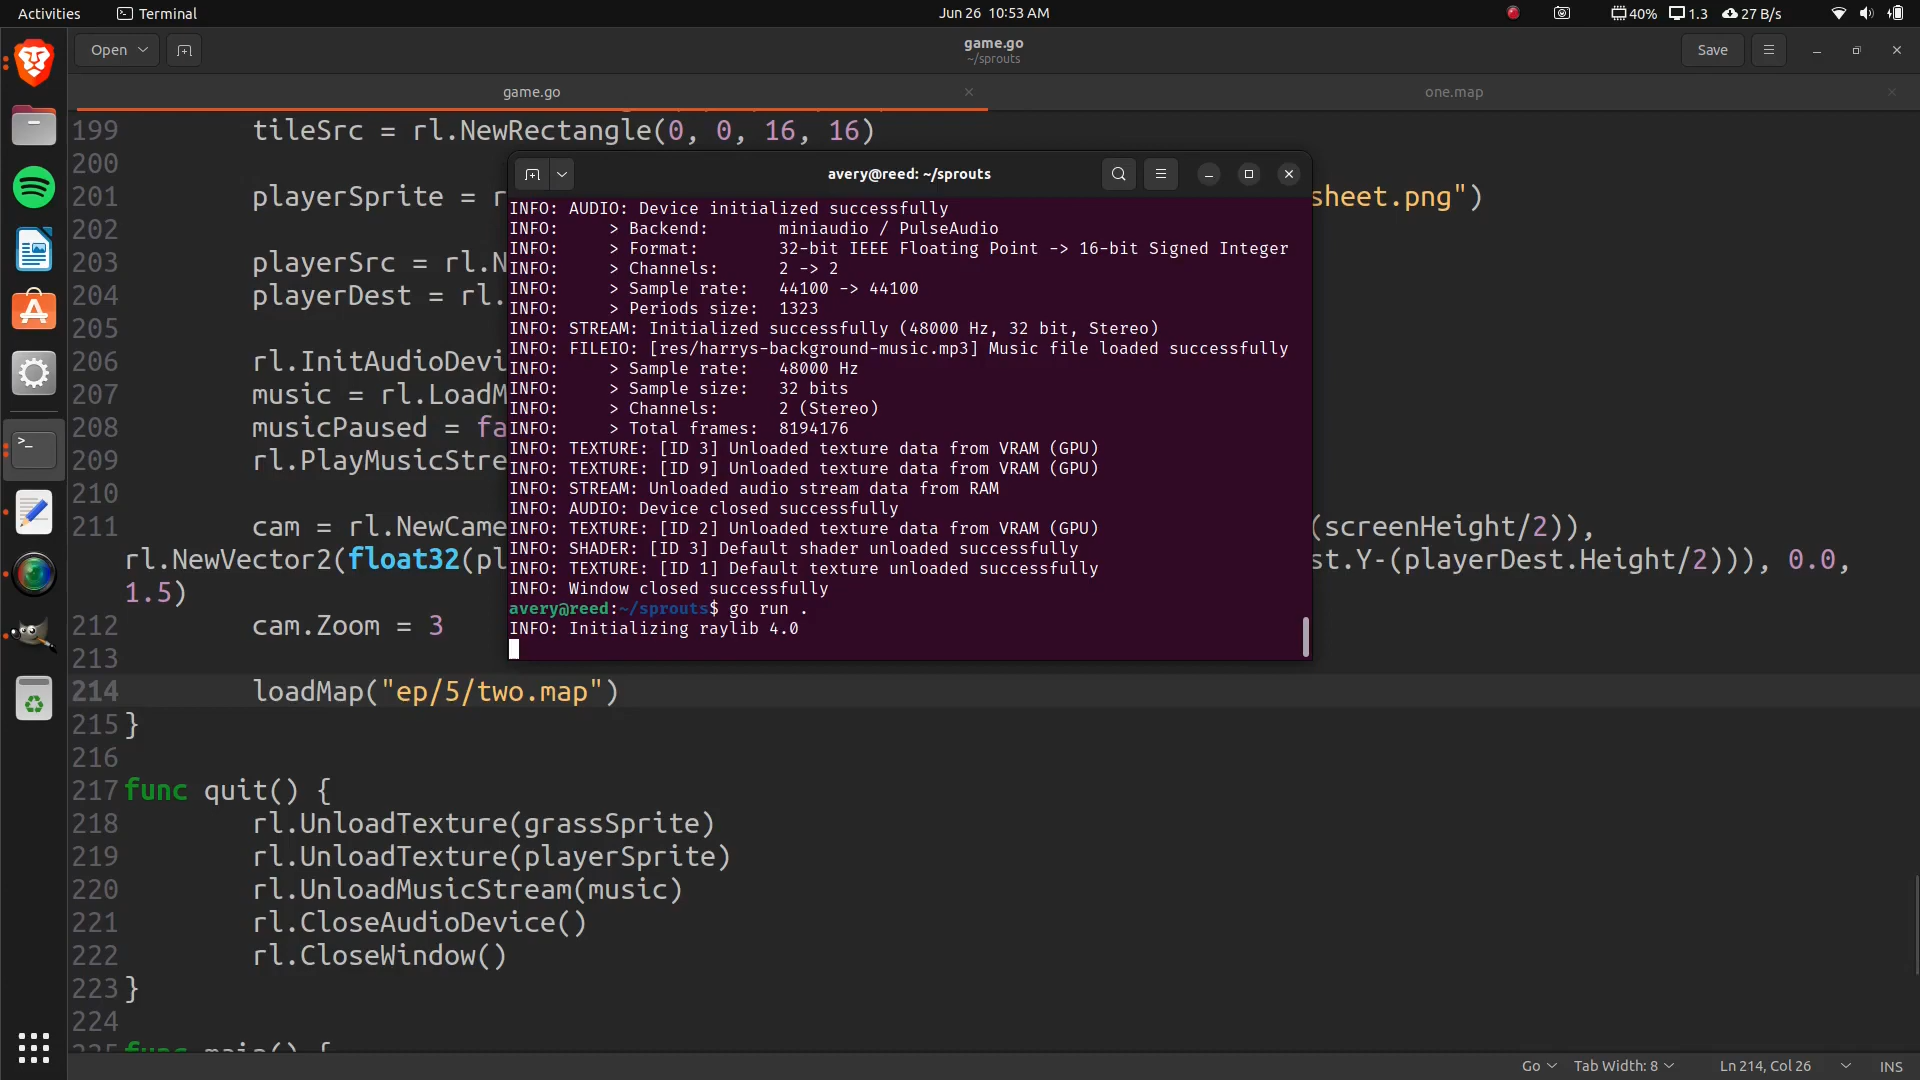 Activities
Terminal
Jun 26 10:53 AM
40%
1.3
27 B/s
Open
game.go
~/sprouts
Save
game.go
one.map
199 tileSrc = rl.NewRectangle(0, 0, 16, 16)
200
201 playerSprite = r sheet.png")
202
203 playerSrc = rl.N
204 playerDest = rl.
205
206 rl.InitAudioDevi
207 music = rl.LoadM
208 musicPaused = fa
209 rl.PlayMusicStre
210
211 cam = rl.NewCame (screenHeight/2)),
rl.NewVector2(float32(pl st.Y-(playerDest.Height/2))), 0.0,
1.5)
212 cam.Zoom = 3
213
214 loadMap("ep/5/two.map")
215 }
216
217 func quit() {
218 rl.UnloadTexture(grassSprite)
219 rl.UnloadTexture(playerSprite)
220 rl.UnloadMusicStream(music)
221 rl.CloseAudioDevice()
222 rl.CloseWindow()
223 }
224
225 func main() {
avery@reed: ~/sprouts
INFO: AUDIO: Device initialized successfully
INFO: > Backend: miniaudio / PulseAudio
INFO: > Format: 32-bit IEEE Floating Point -> 16-bit Signed Integer
INFO: > Channels: 2 -> 2
INFO: > Sample rate: 44100 -> 44100
INFO: > Periods size: 1323
INFO: STREAM: Initialized successfully (48000 Hz, 32 bit, Stereo)
INFO: FILEIO: [res/harrys-background-music.mp3] Music file loaded successfully
INFO: > Sample rate: 48000 Hz
INFO: > Sample size: 32 bits
INFO: > Channels: 2 (Stereo)
INFO: > Total frames: 8194176
INFO: TEXTURE: [ID 3] Unloaded texture data from VRAM (GPU)
INFO: TEXTURE: [ID 9] Unloaded texture data from VRAM (GPU)
INFO: STREAM: Unloaded audio stream data from RAM
INFO: AUDIO: Device closed successfully
INFO: TEXTURE: [ID 2] Unloaded texture data from VRAM (GPU)
INFO: SHADER: [ID 3] Default shader unloaded successfully
INFO: TEXTURE: [ID 1] Default texture unloaded successfully
INFO: Window closed successfully
avery@reed:~/sprouts$ go run .
INFO: Initializing raylib 4.0
Go
Tab Width: 8
Ln 214, Col 26
INS